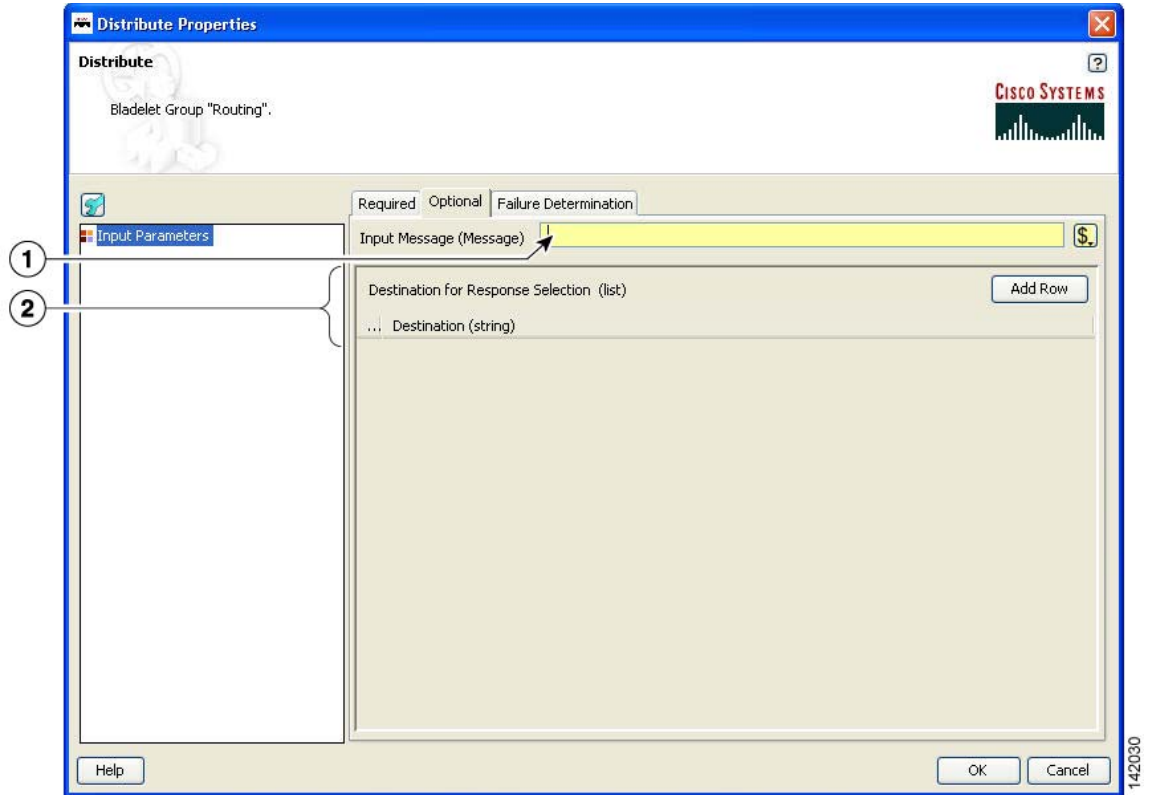 Distribute Properties
Distribute
?
Bladelet Group "Routing".
CISCO SYSTEMS
Required Optional Failure Determination
Input Parameters
Input Message (Message)
$
1
2
Destination for Response Selection (list)
Add Row
... Destination (string)
Help
OK
Cancel
142030